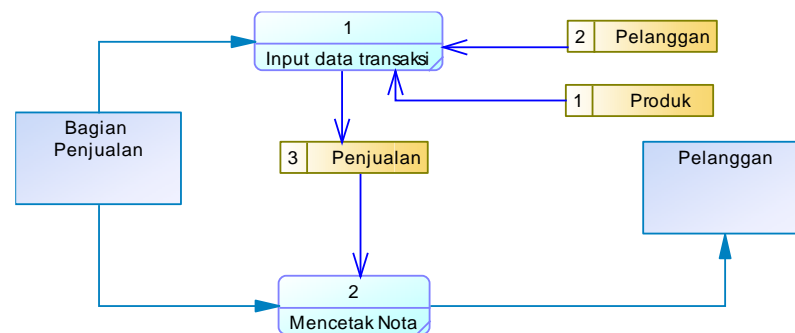 1
Input data transaksi
2 Pelanggan
1 Produk
Bagian
Penjualan
3 Penjualan
Pelanggan
2
Mencetak Nota